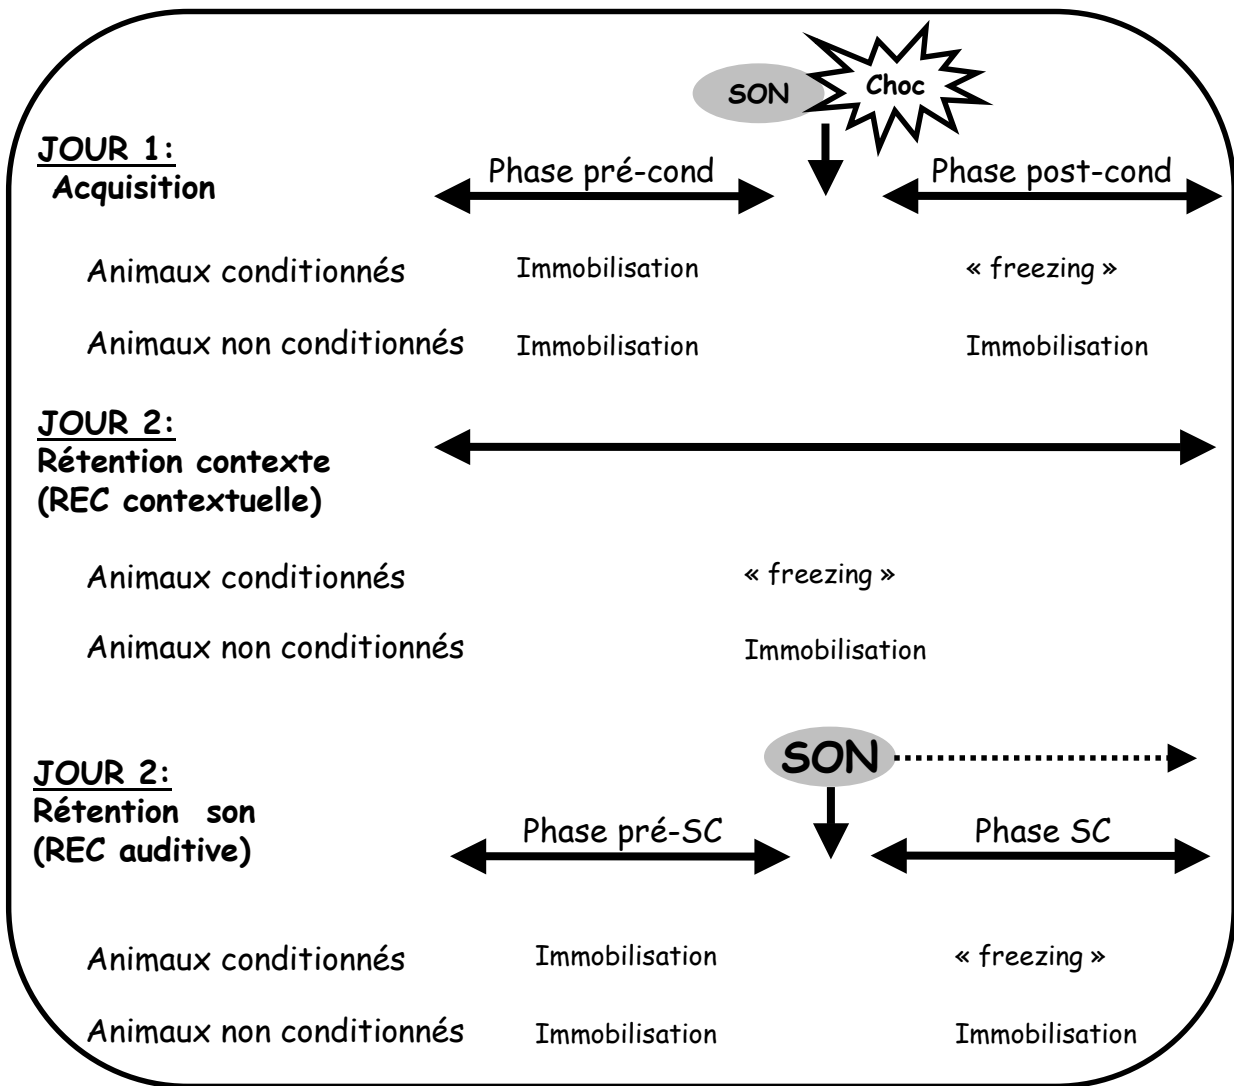 SON
Choc
JOUR 1:
Acquisition
Phase pré-cond
Phase post-cond
Animaux conditionnés
Immobilisation
« freezing »
Animaux non conditionnés
Immobilisation
Immobilisation
JOUR 2:
Rétention contexte
(REC contextuelle)
Animaux conditionnés
« freezing »
Animaux non conditionnés
Immobilisation
SON
JOUR 2:
Rétention son
(REC auditive)
Phase pré-SC
Phase SC
Animaux conditionnés
Immobilisation
« freezing »
Animaux non conditionnés
Immobilisation
Immobilisation